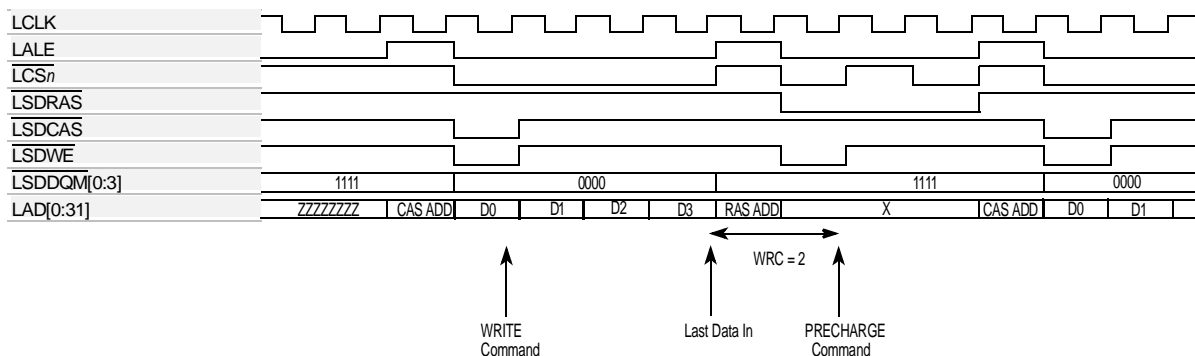 LCLK
LALE
LCSn
LSDRAS
LSDCAS
LSDWE
LSDDQM[0:3] 1111 0000 1111 0000
LAD[0:31] ZZZZZZZZ CAS ADD D0 D1 D2 D3 RAS ADD X CAS ADD D0 D1
WRC = 2
WRITE Last Data In PRECHARGE
Command Command